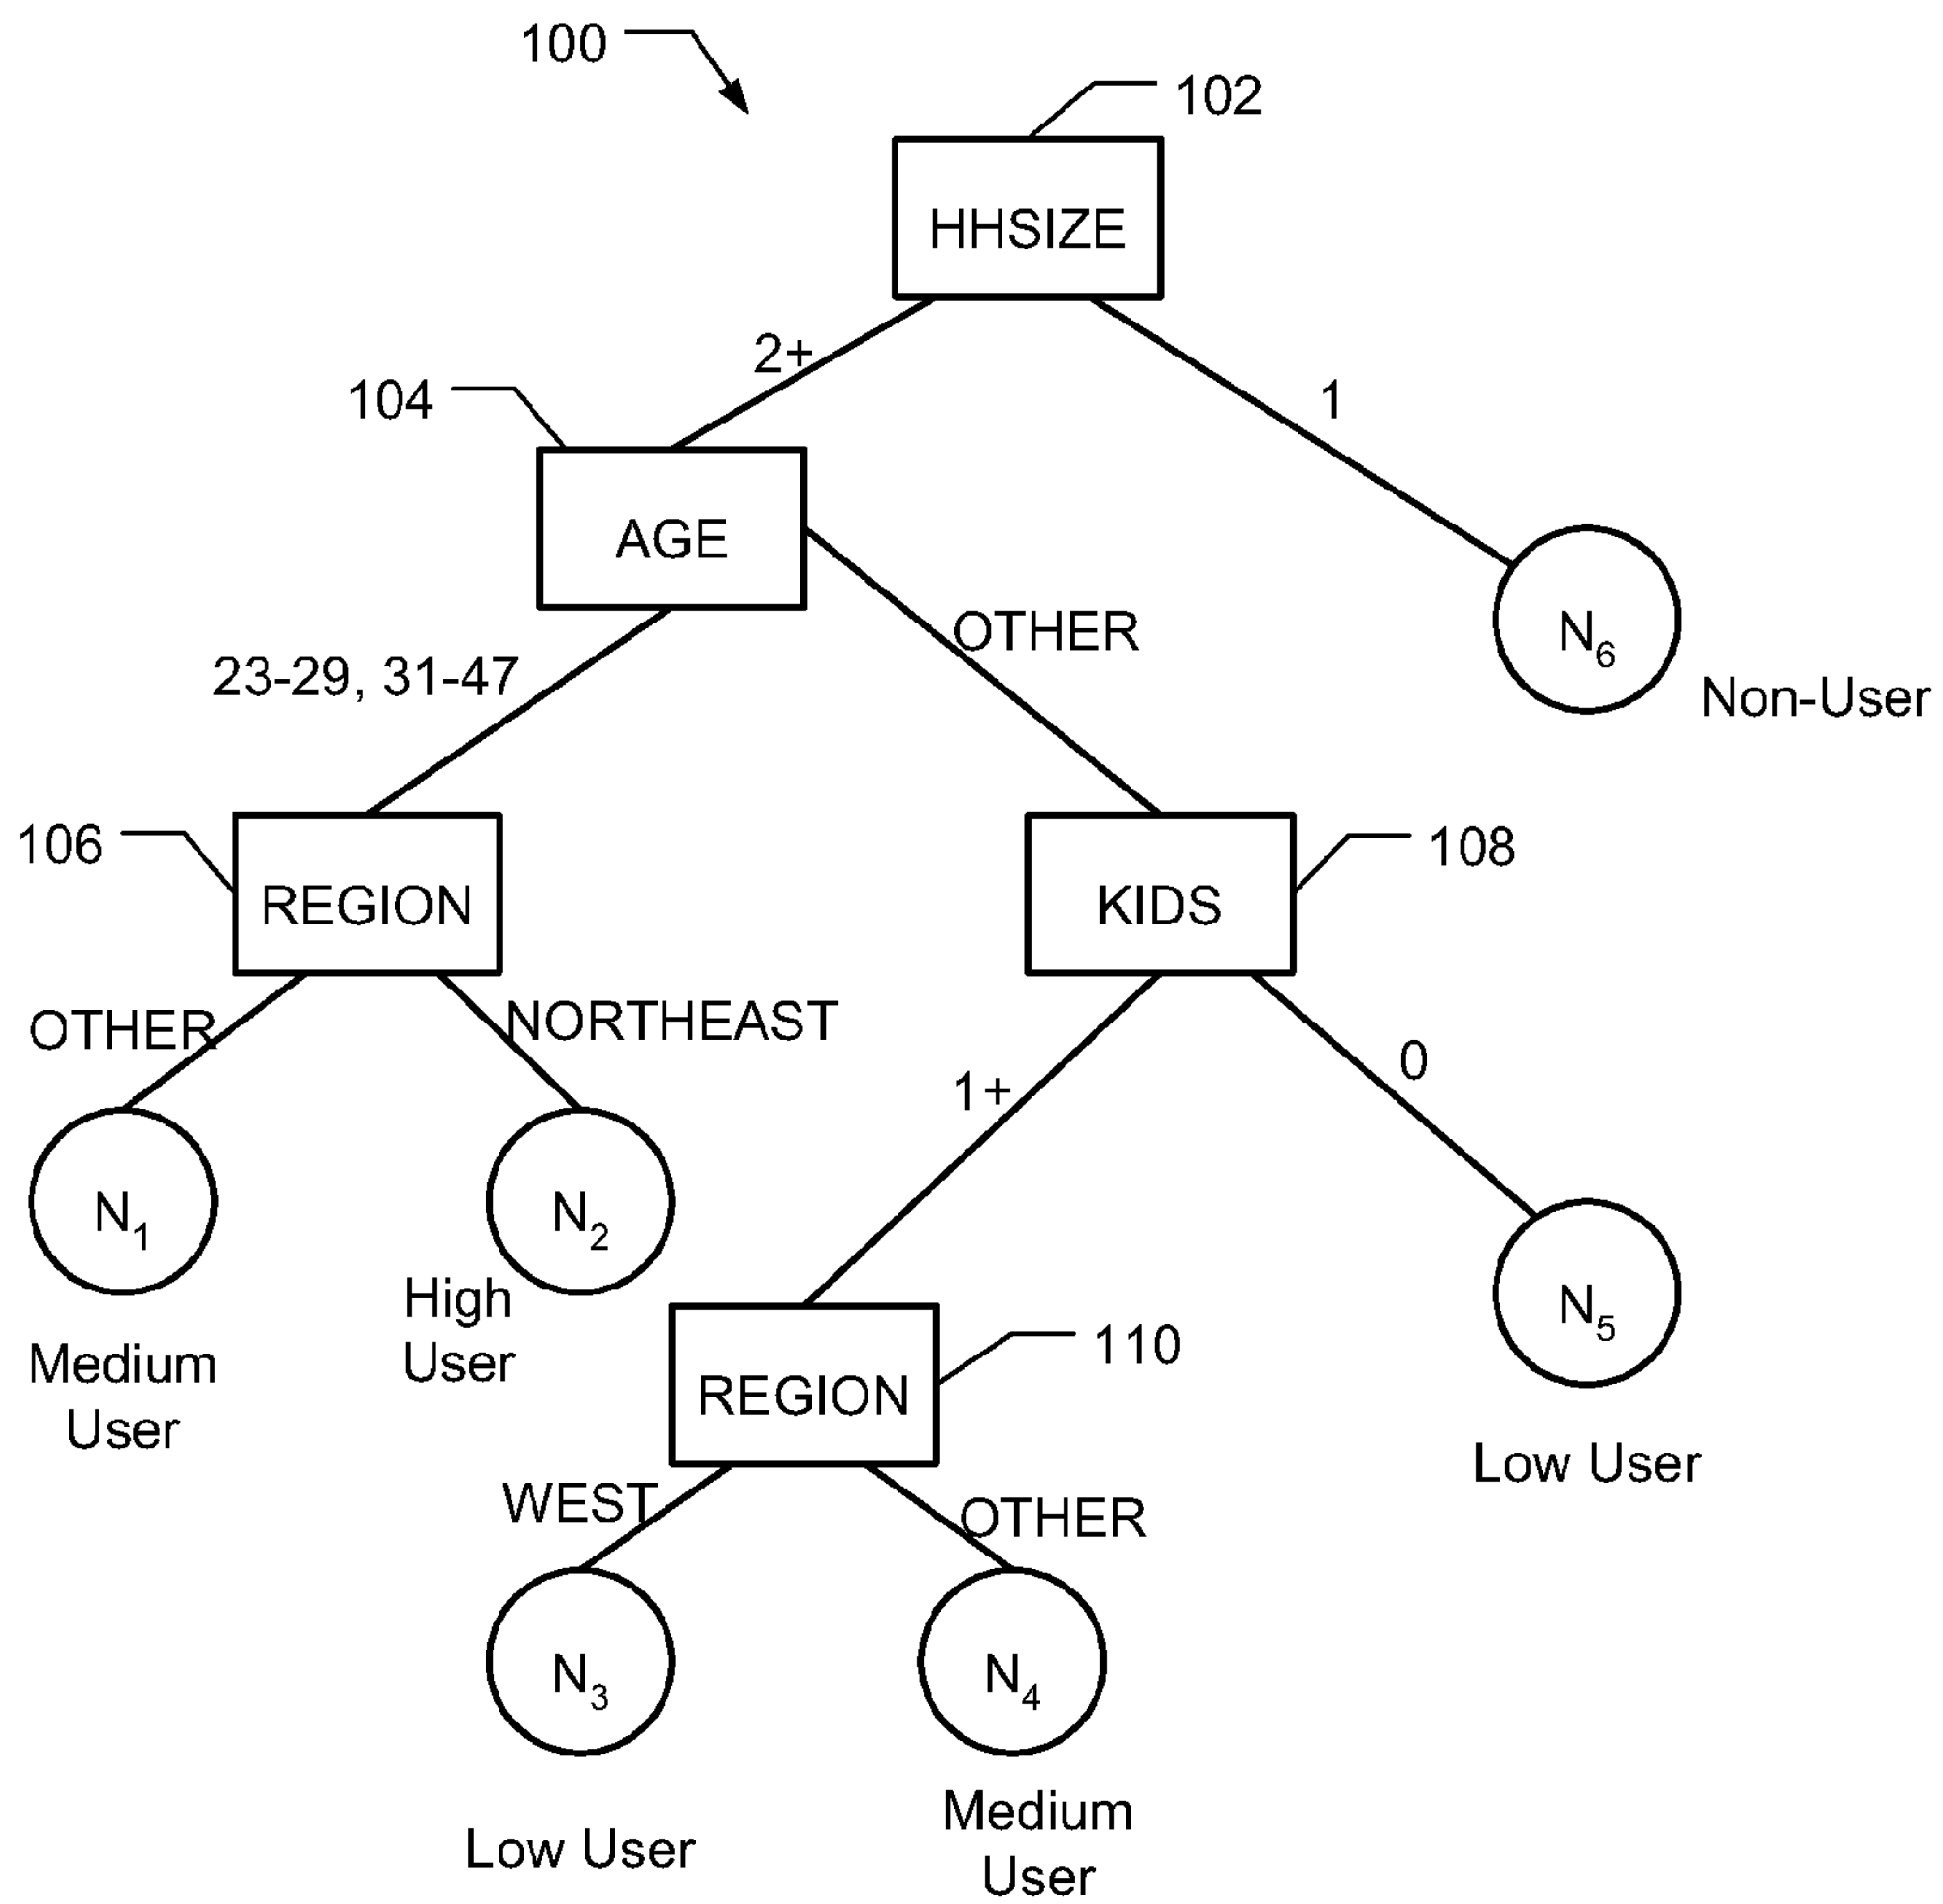 100
102
HHSIZE
2+
1
104
AGE
OTHER
N6
23-29, 31-47
Non-User
106
108
REGION
KIDS
OTHER
NORTHEAST
1+
0
N1
N2
High
User
N5
Medium
User
110
REGION
Low User
WEST
OTHER
N3
N4
Medium
User
Low User